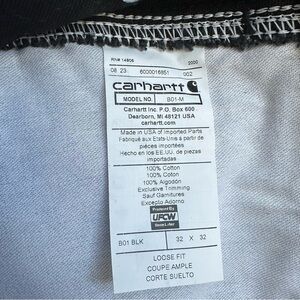 RN# 14806 2000
08 23 6000016851 002
carhartt
MODEL NO. B01-M
Carhartt Inc. P.O. Box 600
Dearborn, MI 48121 USA
carhartt.com
Made in USA of Imported Parts
Fabriqué aux États-Unis à partir de
pièces importées
Hecho en los EE.UU. de piezas
importadas
100% Cotton
100% Coton
100% Algodón
Exclusive Trimming
Sauf Garnitures
Excepto Adorno
Produced By
UFCW
B01 BLK 32 X 32
LOOSE FIT
COUPE AMPLE
CORTE SUELTO